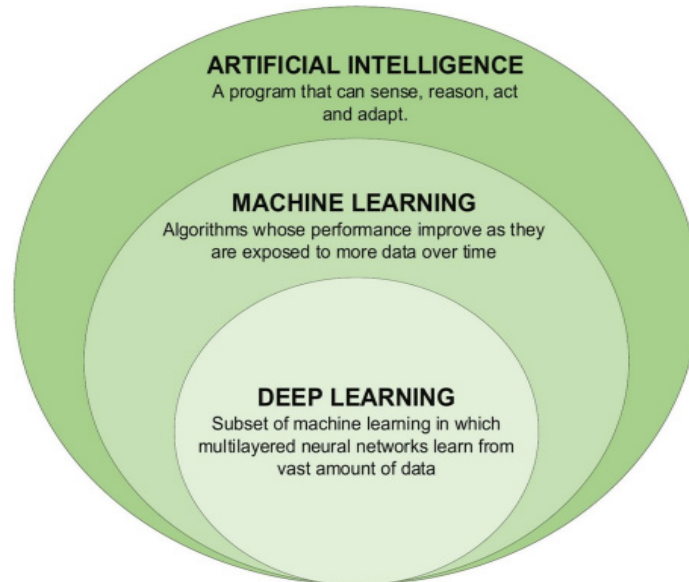 ARTIFICIAL INTELLIGENCE
A program that can sense, reason, act
and adapt.
MACHINE LEARNING
Algorithms whose performance improve as they
are exposed to more data over time
DEEP LEARNING
Subset of machine learning in which
multilayered neural networks learn from
vast amount of data